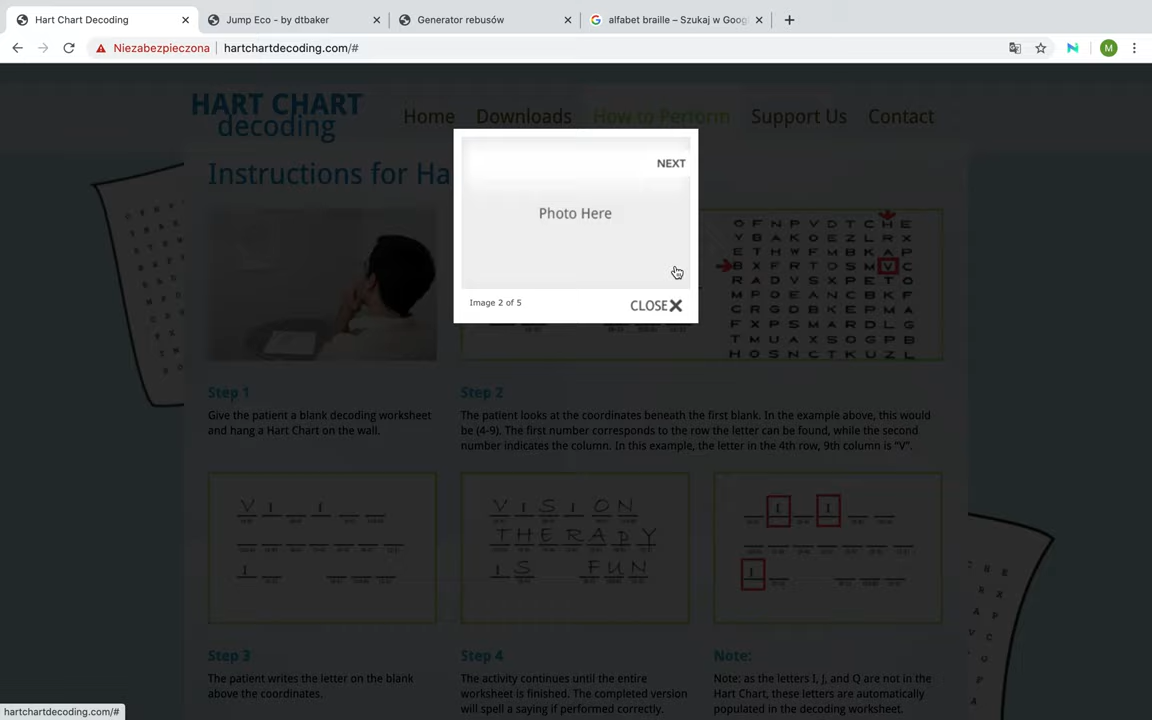 Hart Chart Decoding
Jump Eco - by dtbaker
Generator rebusów
alfabet braille – Szukaj w Goog
Niezabezpieczona
hartchartdecoding.com/#
M
HART CHART
decoding
Home
Downloads
How to Perform
Support Us
Contact
Instructions for Ha
NEXT
Photo Here
Image 2 of 5
CLOSE
O F N P V D T C H E
Y B A K O E Z L R X
E T H W F M B K A P
B X F R T O S M V C
R A D V S X P E T O
M P O E A N C B K F
C R G D B K E P M A
F X P S M A R D L G
T M U A X S O G P B
H O S N C T K U Z L
Step 1
Give the patient a blank decoding worksheet
and hang a Hart Chart on the wall.
Step 2
The patient looks at the coordinates beneath the first blank. In the example above, this would
be (4-9). The first number corresponds to the row the letter can be found, while the second
number indicates the column. In this example, the letter in the 4th row, 9th column is "V".
V I I
I
V I S I O N
T H E R A P Y
I S F U N
I I
I
Step 3
The patient writes the letter on the blank
above the coordinates.
Step 4
The activity continues until the entire
worksheet is finished. The completed version
will spell a saying if performed correctly.
Note:
Note: as the letters I, J, and Q are not in the
Hart Chart, these letters are automatically
populated in the decoding worksheet.
hartchartdecoding.com/#